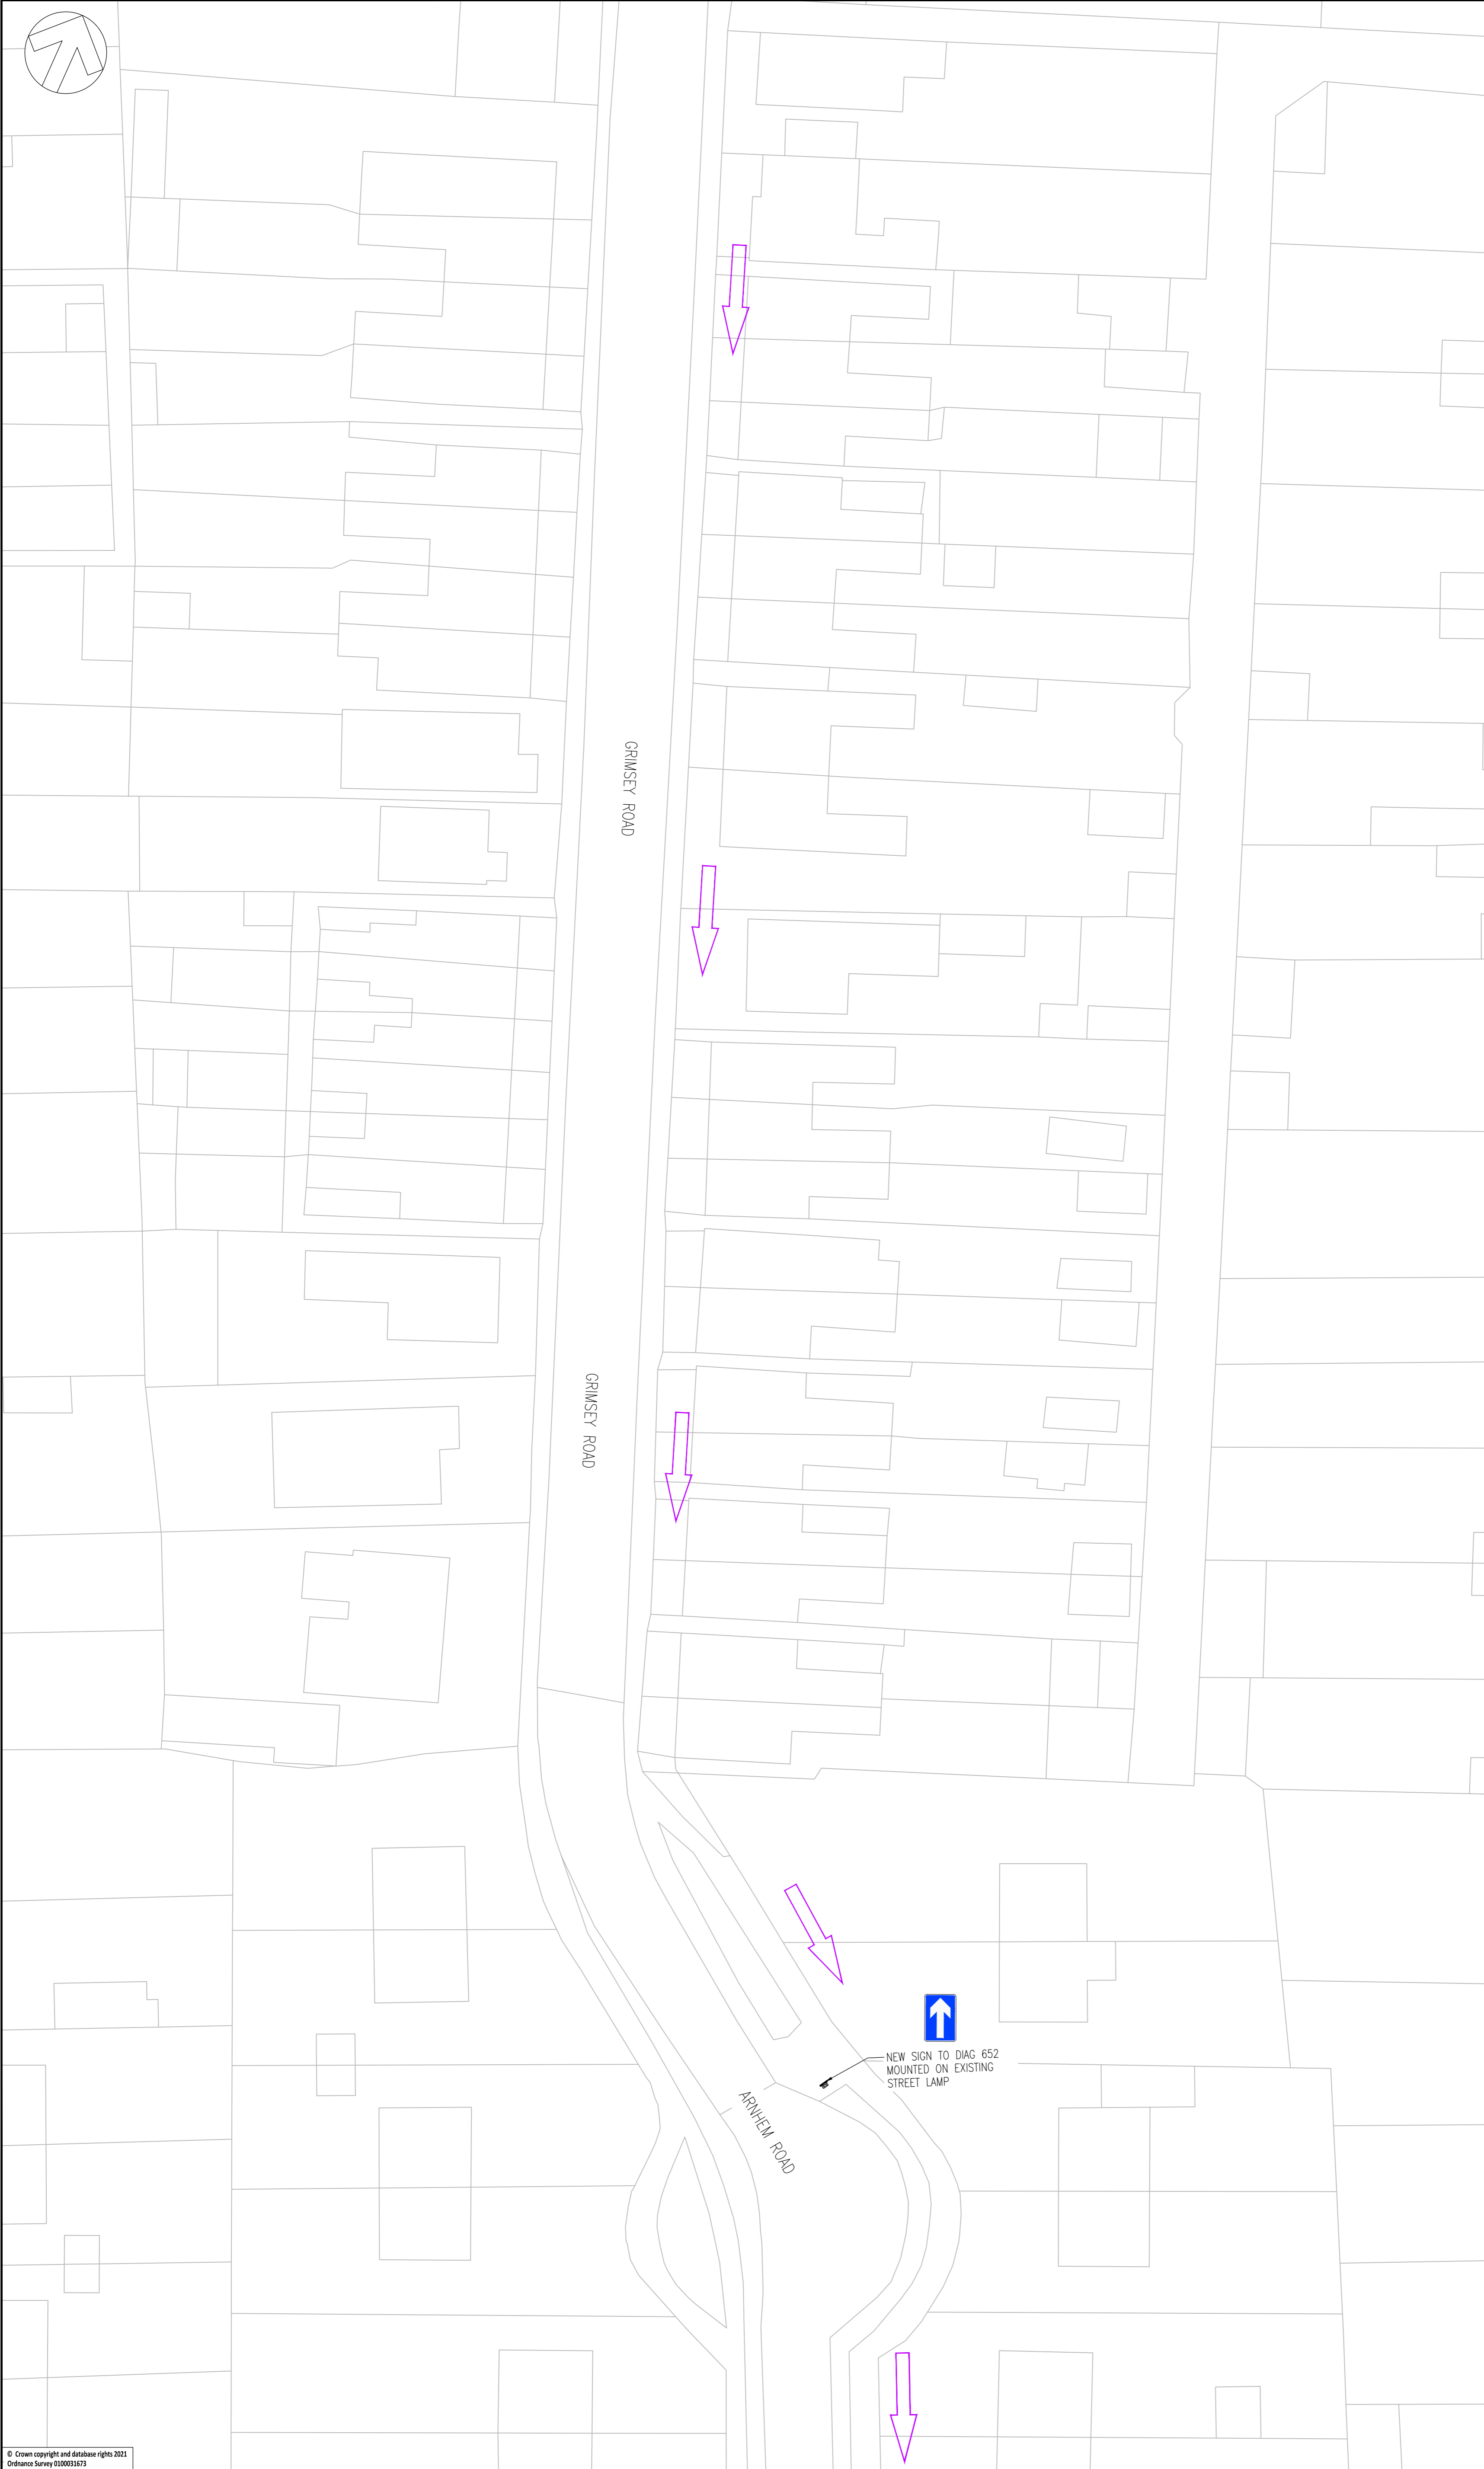 GRIMSEY ROAD
GRIMSEY ROAD
NEW SIGN TO DIAG 652
MOUNTED ON EXISTING
STREET LAMP
ARNHEM ROAD
© Crown copyright and database rights 2021
Ordnance Survey 0100031673